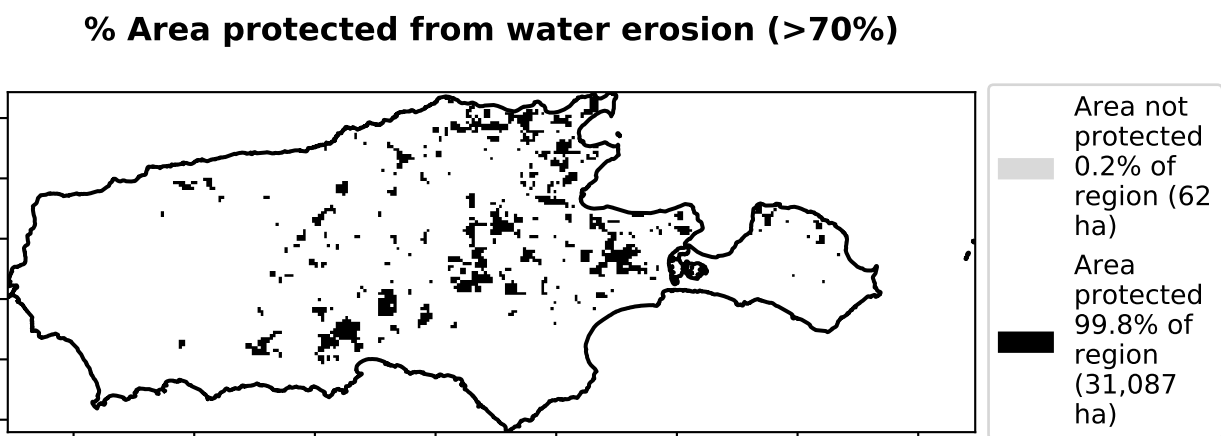 % Area protected from water erosion (>70%)
Area not
protected
0.2% of
region (62
ha)
Area
protected
99.8% of
region
(31,087
ha)